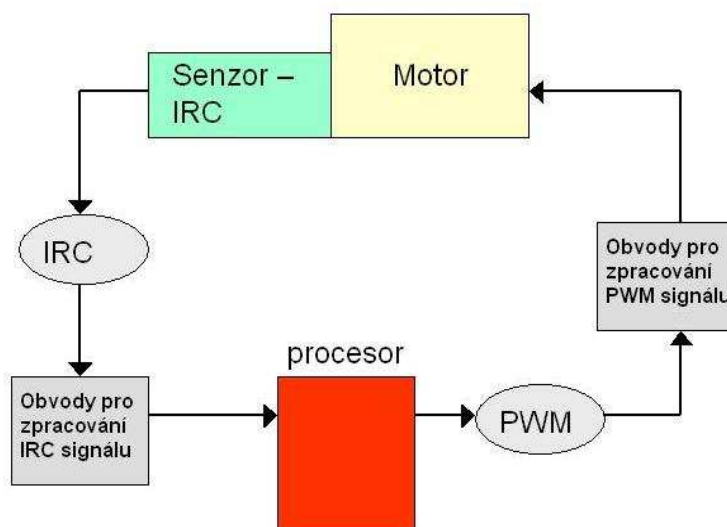 Senzor –
IRC
Motor
IRC
Obvody pro
zpracování
PWM signálu
procesor
Obvody pro
zpracování
IRC signálu
PWM